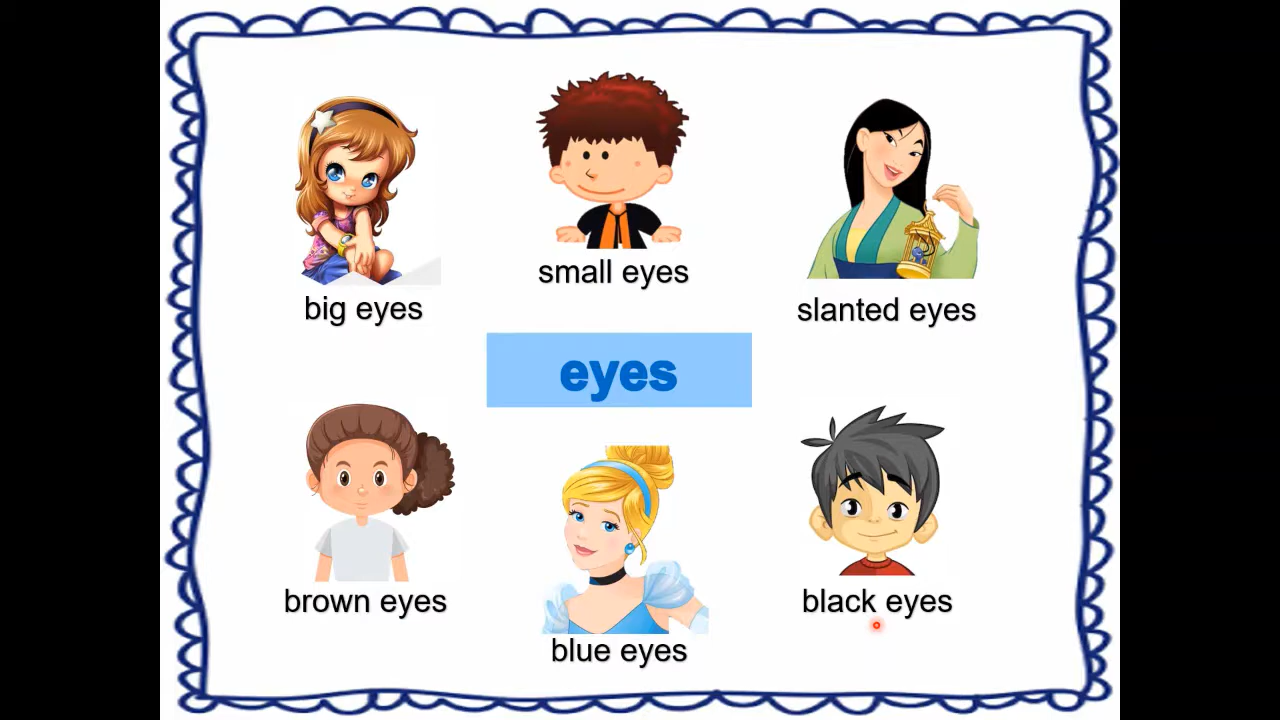 big eyes
small eyes
slanted eyes
eyes
brown eyes
blue eyes
black eyes